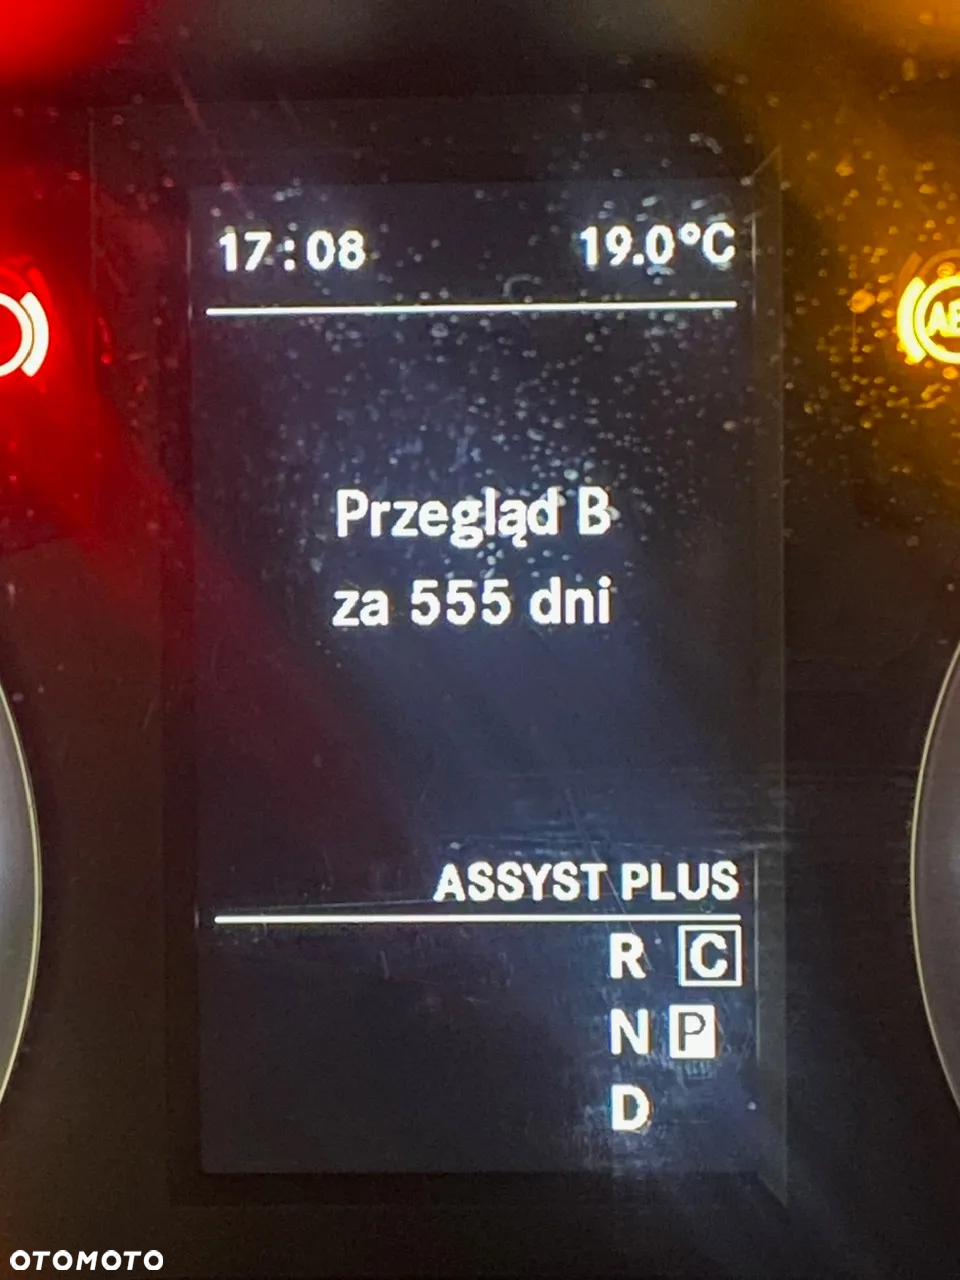 17:08 19.0°C
Przegląd B
za 555 dni
ASSYST PLUS
R C
N P
D
OTOMOTO